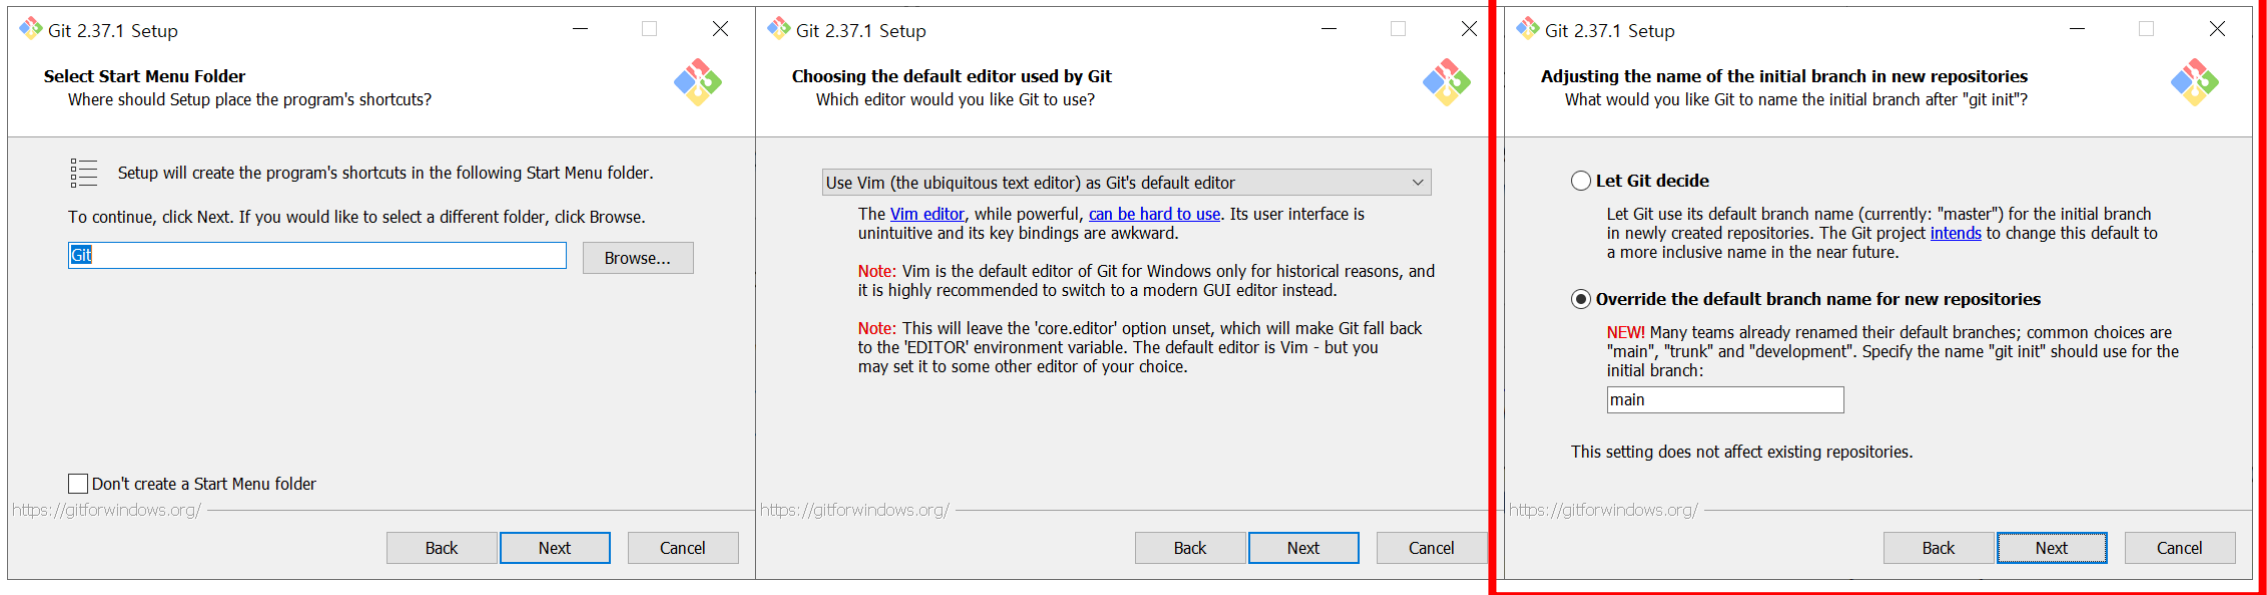 Git 2.37.1 Setup
Select Start Menu Folder
Where should Setup place the program's shortcuts?
Setup will create the program's shortcuts in the following Start Menu folder.
To continue, click Next. If you would like to select a different folder, click Browse.
Git
Browse...
Don't create a Start Menu folder
https://gitforwindows.org/
Back
Next
Cancel
Git 2.37.1 Setup
Choosing the default editor used by Git
Which editor would you like Git to use?
Use Vim (the ubiquitous text editor) as Git's default editor
The Vim editor, while powerful, can be hard to use. Its user interface is
unintuitive and its key bindings are awkward.
Note: Vim is the default editor of Git for Windows only for historical reasons, and
it is highly recommended to switch to a modern GUI editor instead.
Note: This will leave the 'core.editor' option unset, which will make Git fall back
to the 'EDITOR' environment variable. The default editor is Vim - but you
may set it to some other editor of your choice.
https://gitforwindows.org/
Back
Next
Cancel
Git 2.37.1 Setup
Adjusting the name of the initial branch in new repositories
What would you like Git to name the initial branch after "git init"?
Let Git decide
Let Git use its default branch name (currently: "master") for the initial branch
in newly created repositories. The Git project intends to change this default to
a more inclusive name in the near future.
Override the default branch name for new repositories
NEW! Many teams already renamed their default branches; common choices are
"main", "trunk" and "development". Specify the name "git init" should use for the
initial branch:
main
This setting does not affect existing repositories.
https://gitforwindows.org/
Back
Next
Cancel